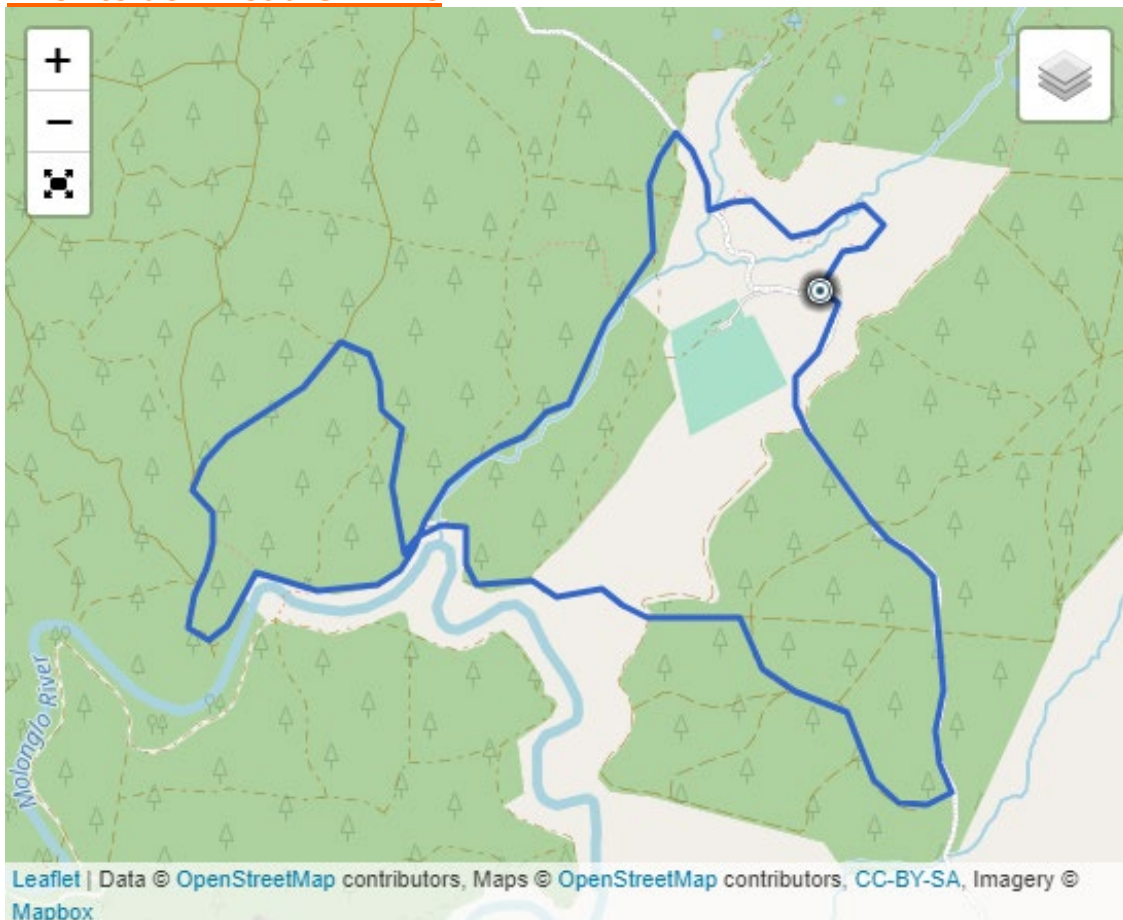 +
−
Molonglo River
Leaflet | Data © OpenStreetMap contributors, Maps © OpenStreetMap contributors, CC-BY-SA, Imagery ©
Mapbox